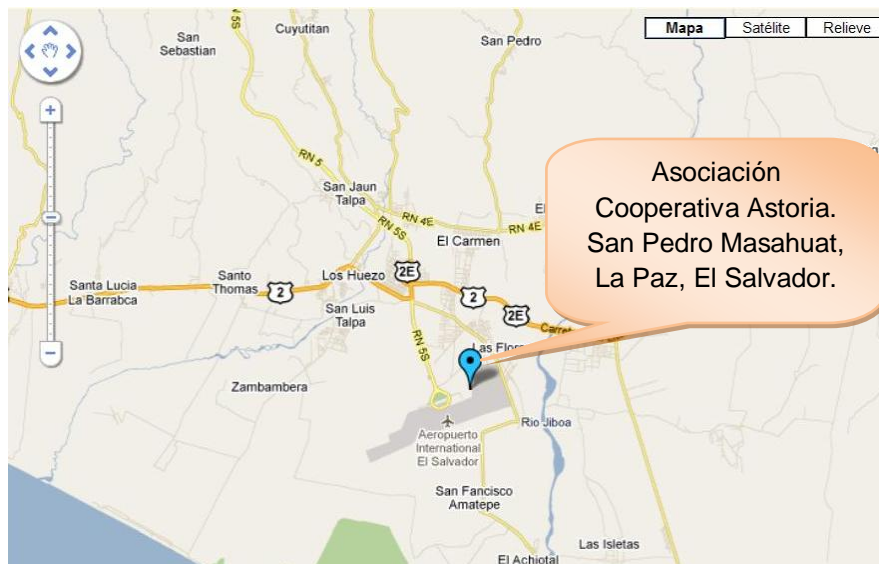 San
Sebastian
Cuyutitan
San Pedro
Mapa
Satélite
Relieve
RN 5S
RN 5
San Jaun
Talpa
RN 4E
RN 5S
RN 4E
El Carmen
Asociación
Cooperativa Astoria.
San Pedro Masahuat,
La Paz, El Salvador.
Santa Lucia
La Barrabca
Santo
Thomas
2
Los Huezo
2E
2
2E
San Luis
Talpa
RN 5S
Zambambera
Rio Jiboa
Aeropuerto
International
El Salvador
San Fancisco
Amatepe
Las Isletas
El Achiotal